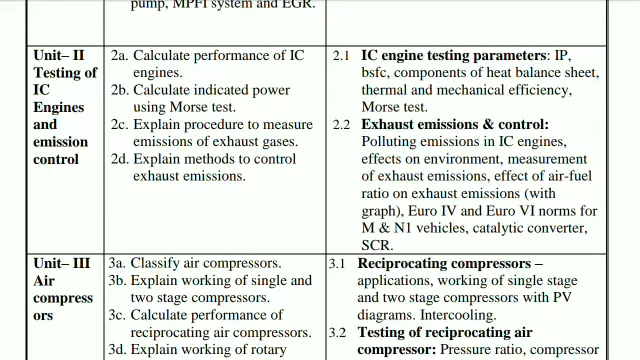 pump, MPFI system and EGR.
Unit– II
Testing of
IC
Engines
and
emission
control
2a. Calculate performance of IC
engines.
2b. Calculate indicated power
using Morse test.
2c. Explain procedure to measure
emissions of exhaust gases.
2d. Explain methods to control
exhaust emissions.
2.1 IC engine testing parameters: IP,
bsfc, components of heat balance sheet,
thermal and mechanical efficiency,
Morse test.
2.2 Exhaust emissions & control:
Polluting emissions in IC engines,
effects on environment, measurement
of exhaust emissions, effect of air-fuel
ratio on exhaust emissions (with
graph), Euro IV and Euro VI norms for
M & N1 vehicles, catalytic converter,
SCR.
Unit– III
Air
compress
ors
3a. Classify air compressors.
3b. Explain working of single and
two stage compressors.
3c. Calculate performance of
reciprocating air compressors.
3d. Explain working of rotary
3.1 Reciprocating compressors –
applications, working of single stage
and two stage compressors with PV
diagrams. Intercooling.
3.2 Testing of reciprocating air
compressor: Pressure ratio, compressor